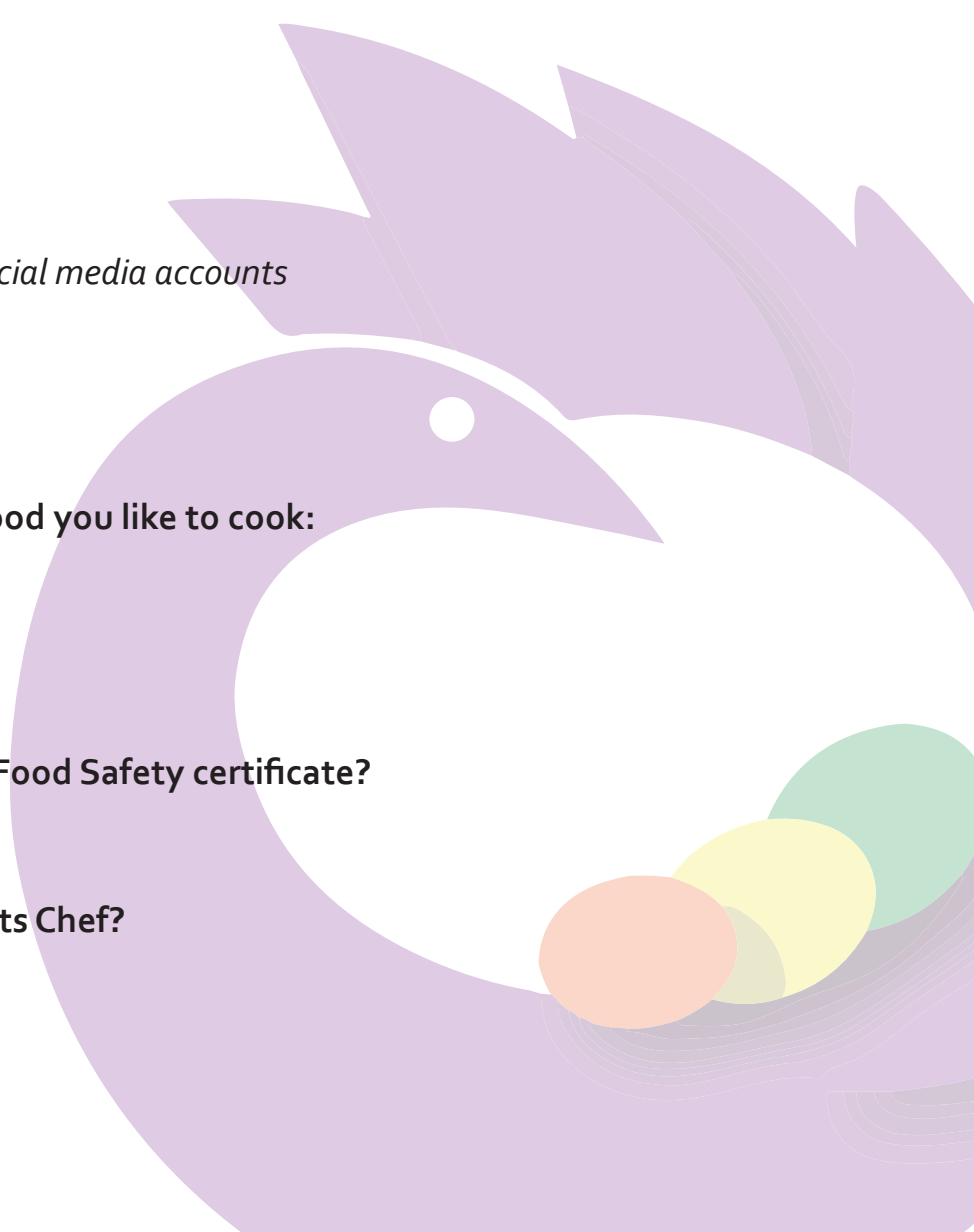 cial media accounts
ood you like to cook:
Food Safety certificate?
ts Chef?